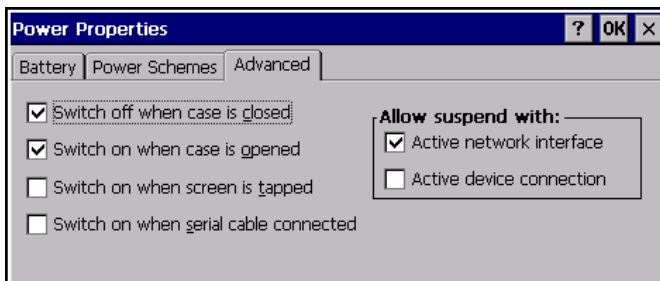 Power Properties ? OK ×
Battery Power Schemes Advanced
Switch off when case is closed
Switch on when case is opened
Switch on when screen is tapped
Switch on when serial cable connected
Allow suspend with:
Active network interface
Active device connection